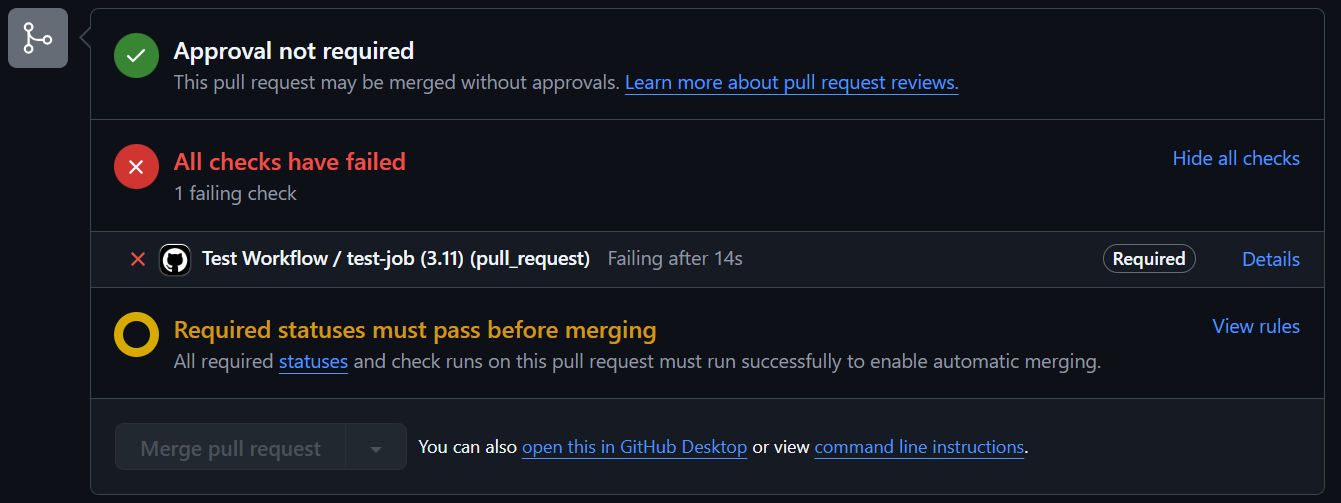 Approval not required
This pull request may be merged without approvals. Learn more about pull request reviews.
All checks have failed
Hide all checks
1 failing check
Test Workflow / test-job (3.11) (pull_request) Failing after 14s Required Details
Required statuses must pass before merging
View rules
All required statuses and check runs on this pull request must run successfully to enable automatic merging.
Merge pull request You can also open this in GitHub Desktop or view command line instructions.